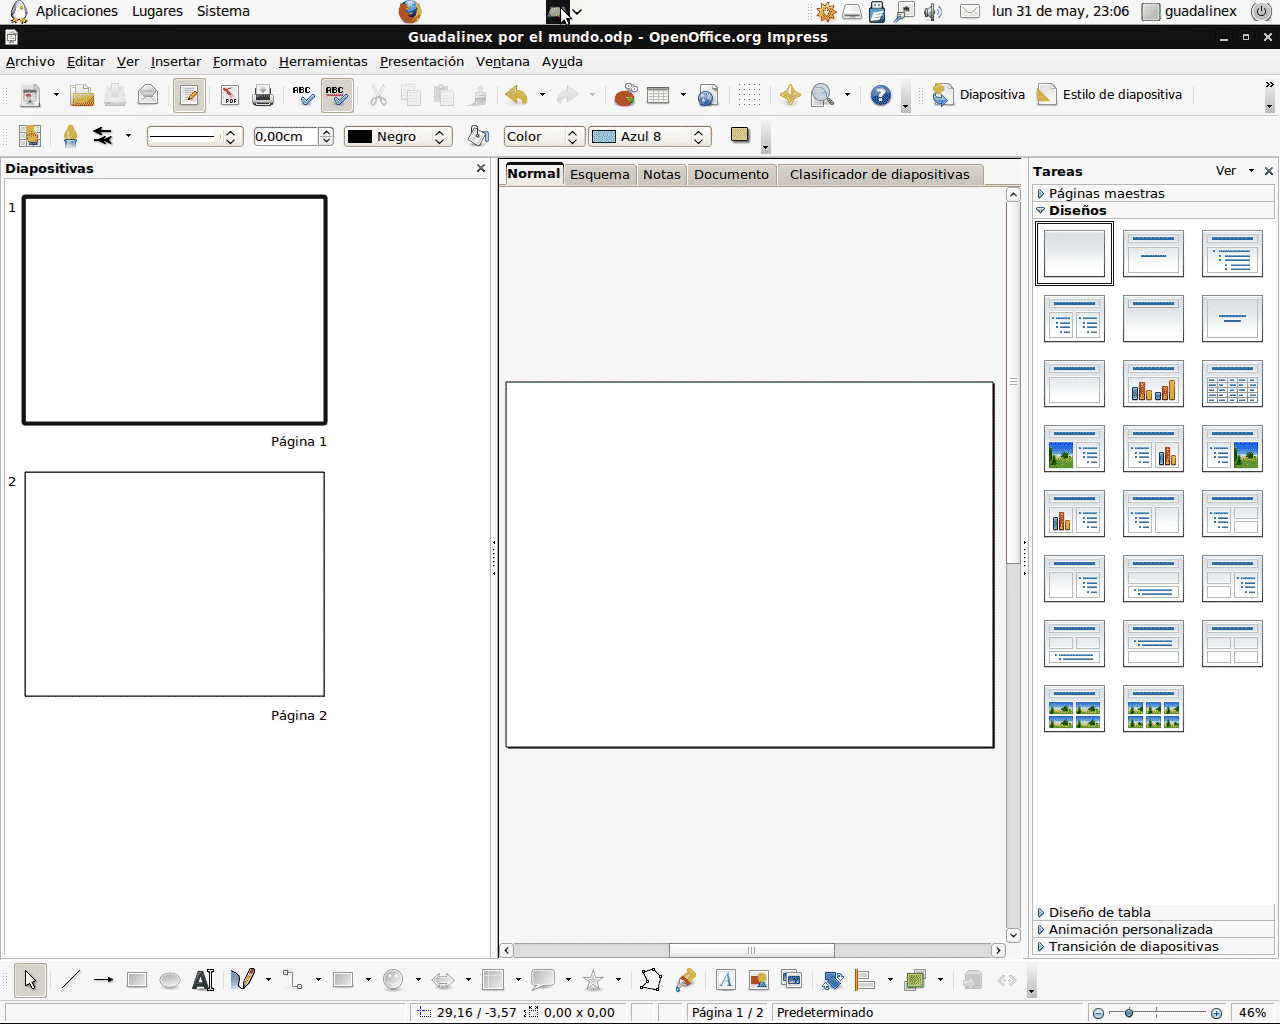 Aplicaciones Lugares Sistema lun 31 de may, 23:06 guadalinex
Guadalinex por el mundo.odp - OpenOffice.org Impress
Archivo Editar Ver Insertar Formato Herramientas Presentación Ventana Ayuda
PDF ABC ABC Diapositiva Estilo de diapositiva »
0,00cm Negro Color Azul 8
Diapositivas
Normal Esquema Notas Documento Clasificador de diapositivas
Tareas Ver
Páginas maestras
Diseños
1
Página 1
2
Página 2
Diseño de tabla
Animación personalizada
Transición de diapositivas
29,16 / -3,57 0,00 x 0,00 Página 1 / 2 Predeterminado 46%